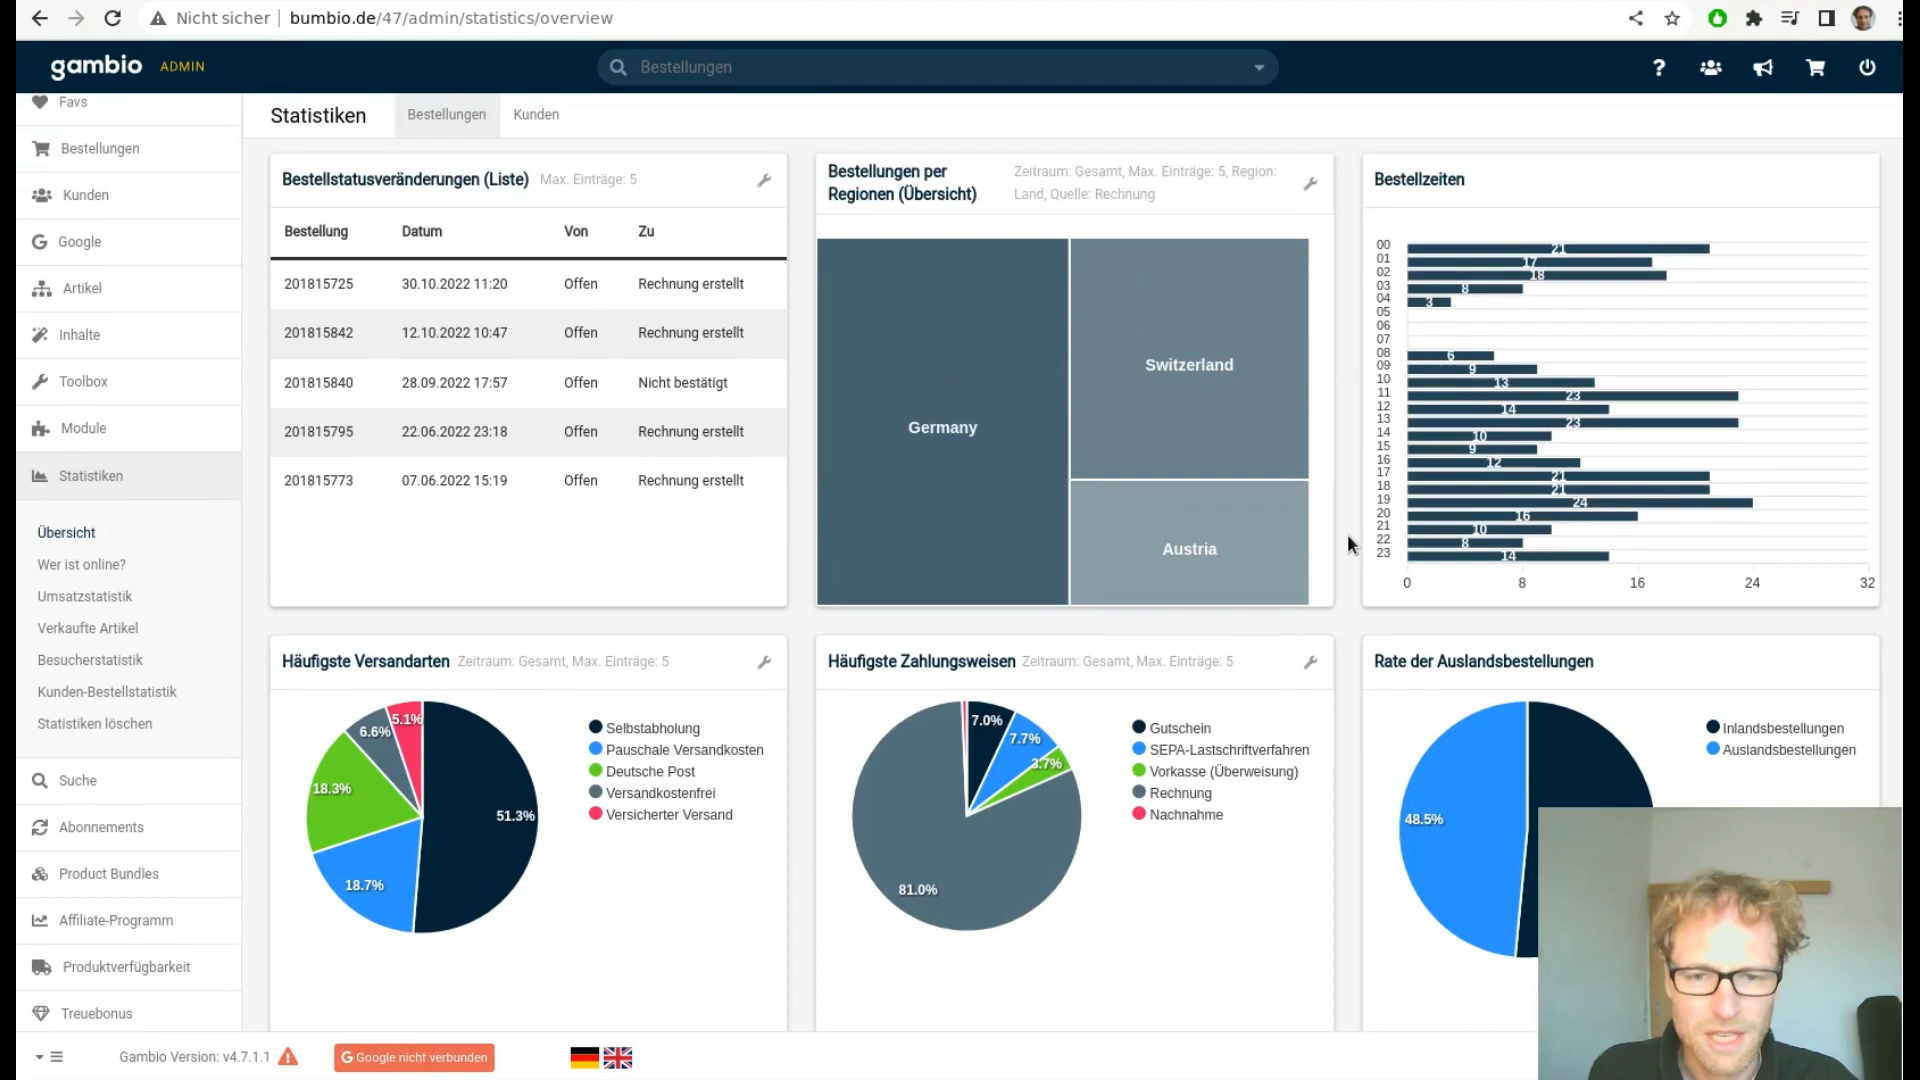 Nicht sicher | bumbio.de/47/admin/statistics/overview
gambio ADMIN
Bestellungen
?
Favs
Bestellungen
Kunden
Google
Artikel
Inhalte
Toolbox
Module
Statistiken
Übersicht
Wer ist online?
Umsatzstatistik
Verkaufte Artikel
Besucherstatistik
Kunden-Bestellstatistik
Statistiken löschen
Suche
Abonnements
Product Bundles
Affiliate-Programm
Produktverfügbarkeit
Treuebonus
Statistiken
Bestellungen
Kunden
Bestellstatusveränderungen (Liste) Max. Einträge: 5
Bestellung Datum Von Zu
201815725 30.10.2022 11:20 Offen Rechnung erstellt
201815842 12.10.2022 10:47 Offen Rechnung erstellt
201815840 28.09.2022 17:57 Offen Nicht bestätigt
201815795 22.06.2022 23:18 Offen Rechnung erstellt
201815773 07.06.2022 15:19 Offen Rechnung erstellt
Bestellungen per
Regionen (Übersicht)
Zeitraum: Gesamt, Max. Einträge: 5, Region:
Land, Quelle: Rechnung
Germany
Switzerland
Austria
Bestellzeiten
00 21
01 17
02 18
03 8
04 3
05
06
07
08 6
09 9
10 13
11 23
12 14
13 23
14 10
15 9
16 12
17 21
18 21
19 24
20 16
21 10
22 8
23 14
0 8 16 24 32
Häufigste Versandarten Zeitraum: Gesamt, Max. Einträge: 5
5.1%
6.6%
18.3%
51.3%
18.7%
Selbstabholung
Pauschale Versandkosten
Deutsche Post
Versandkostenfrei
Versicherter Versand
Häufigste Zahlungsweisen Zeitraum: Gesamt, Max. Einträge: 5
7.0%
7.7%
3.7%
81.0%
Gutschein
SEPA-Lastschriftverfahren
Vorkasse (Überweisung)
Rechnung
Nachnahme
Rate der Auslandsbestellungen
48.5%
Inlandsbestellungen
Auslandsbestellungen
Gambio Version: v4.7.1.1
Google nicht verbunden